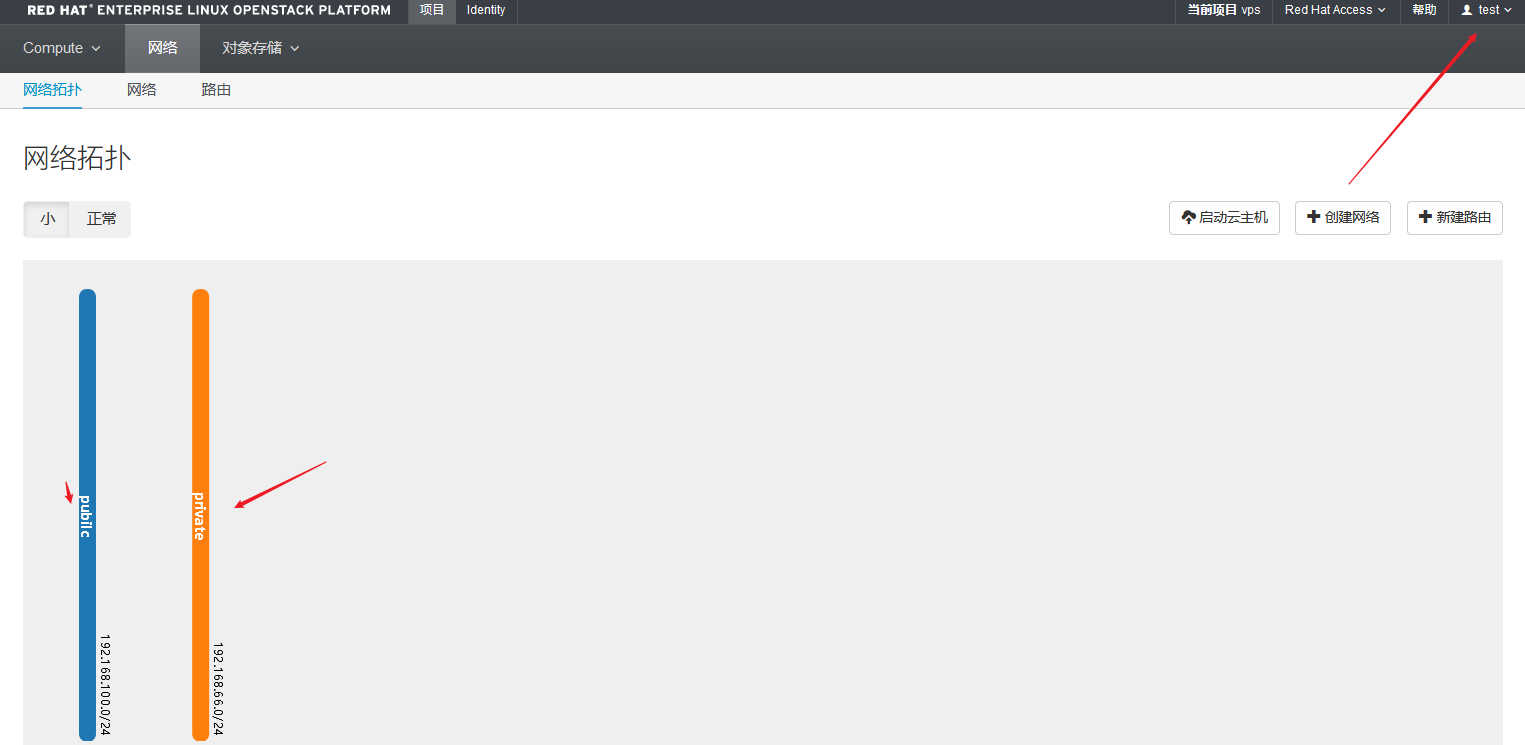 RED HAT® ENTERPRISE LINUX OPENSTACK PLATFORM 项目 Identity 当前项目 vps Red Hat Access 帮助 test
Compute 网络 对象存储
网络拓扑 网络 路由
网络拓扑
小 正常 启动云主机 创建网络 新建路由
pubilc
192.168.100.0/24
private
192.168.66.0/24